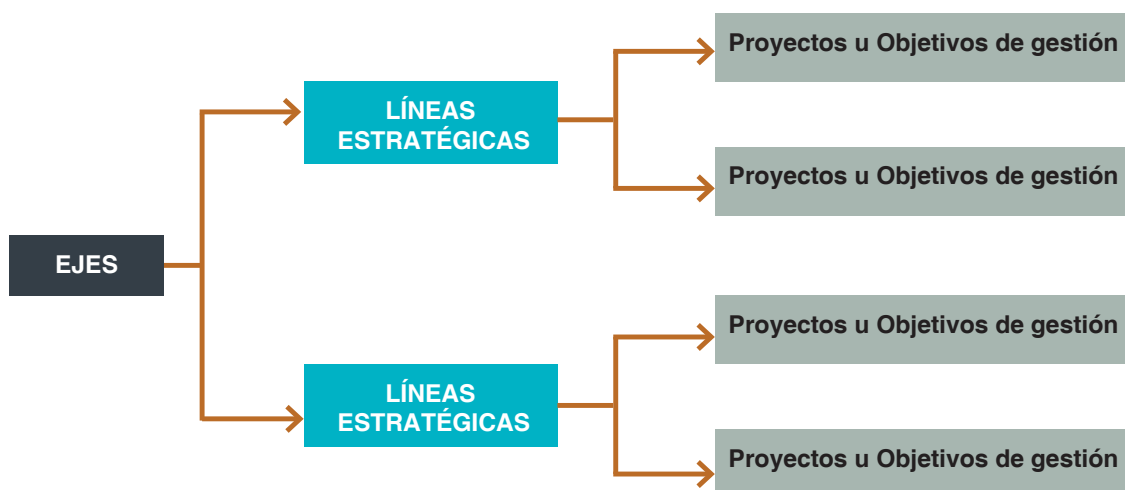 Proyectos u Objetivos de gestión
LÍNEAS
ESTRATÉGICAS
Proyectos u Objetivos de gestión
EJES
Proyectos u Objetivos de gestión
LÍNEAS
ESTRATÉGICAS
Proyectos u Objetivos de gestión